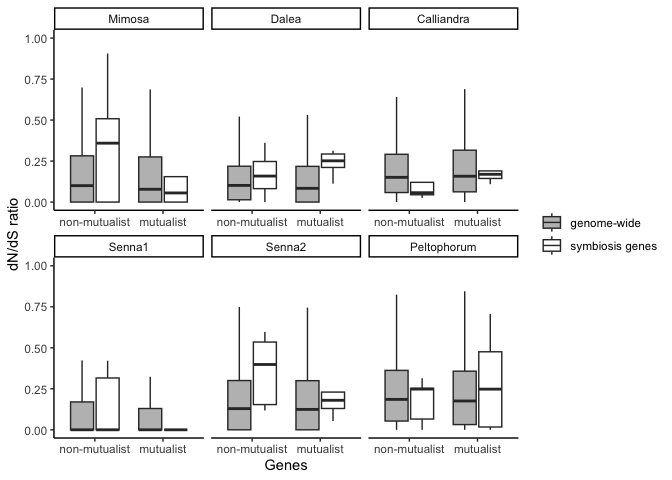 Mimosa Dalea Calliandra
1.00
0.75
0.50
0.25
0.00
non-mutualist mutualist non-mutualist mutualist non-mutualist mutualist
dN/dS ratio
genome-wide
symbiosis genes
Senna1 Senna2 Peltophorum
1.00
0.75
0.50
0.25
0.00
non-mutualist mutualist non-mutualist mutualist non-mutualist mutualist
Genes